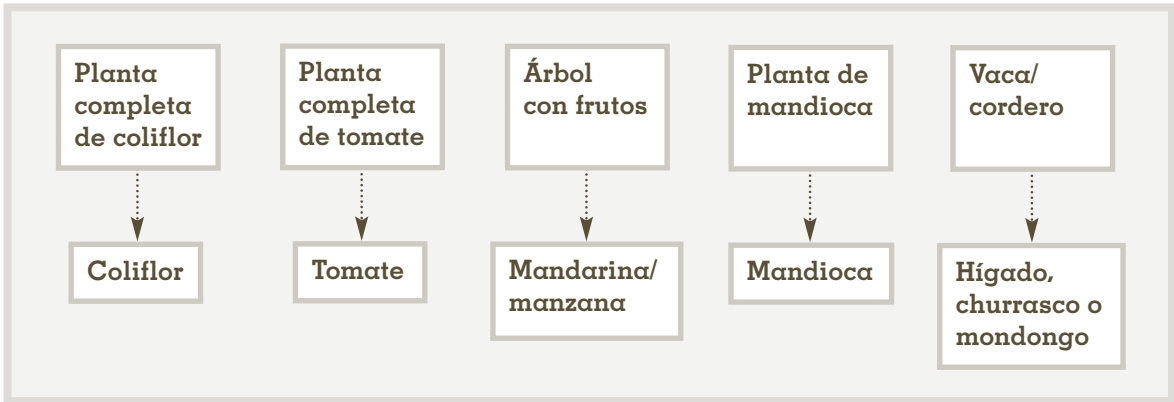 Planta
completa
de coliflor
Planta
completa
de tomate
Árbol
con frutos
Planta de
mandioca
Vaca/
cordero
Coliflor
Tomate
Mandarina/
manzana
Mandioca
Hígado,
churrasco o
mondongo